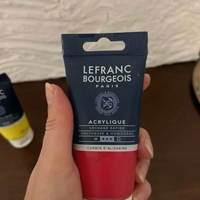 LEFRANC
BOURGEOIS
PARIS
ACRYLIQUE
SÉCHAGE RAPIDE
CARMIN D'ALIZARINE